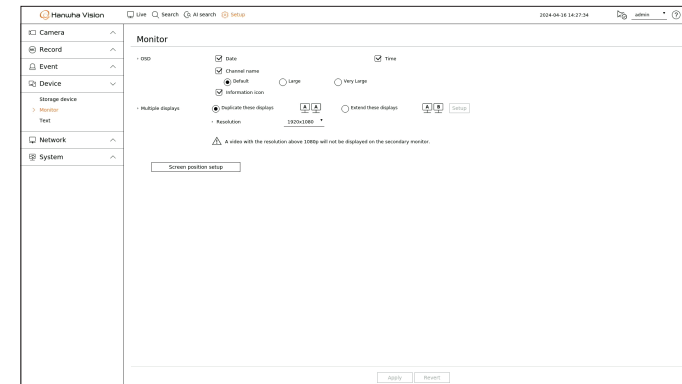 Hanwha Vision
Live Search AI search Setup
2024-04-16 14:27:34
admin
?
Camera
Record
Event
Device
Storage device
> Monitor
Text
Network
System
Monitor
OSD
Date
Time
Channel name
Default
Large
Very Large
Information icon
Multiple displays
Duplicate these displays
A A
Extend these displays
A B
Setup
Resolution
1920x1080
A video with the resolution above 1080p will not be displayed on the secondary monitor.
Screen position setup
Apply
Revert